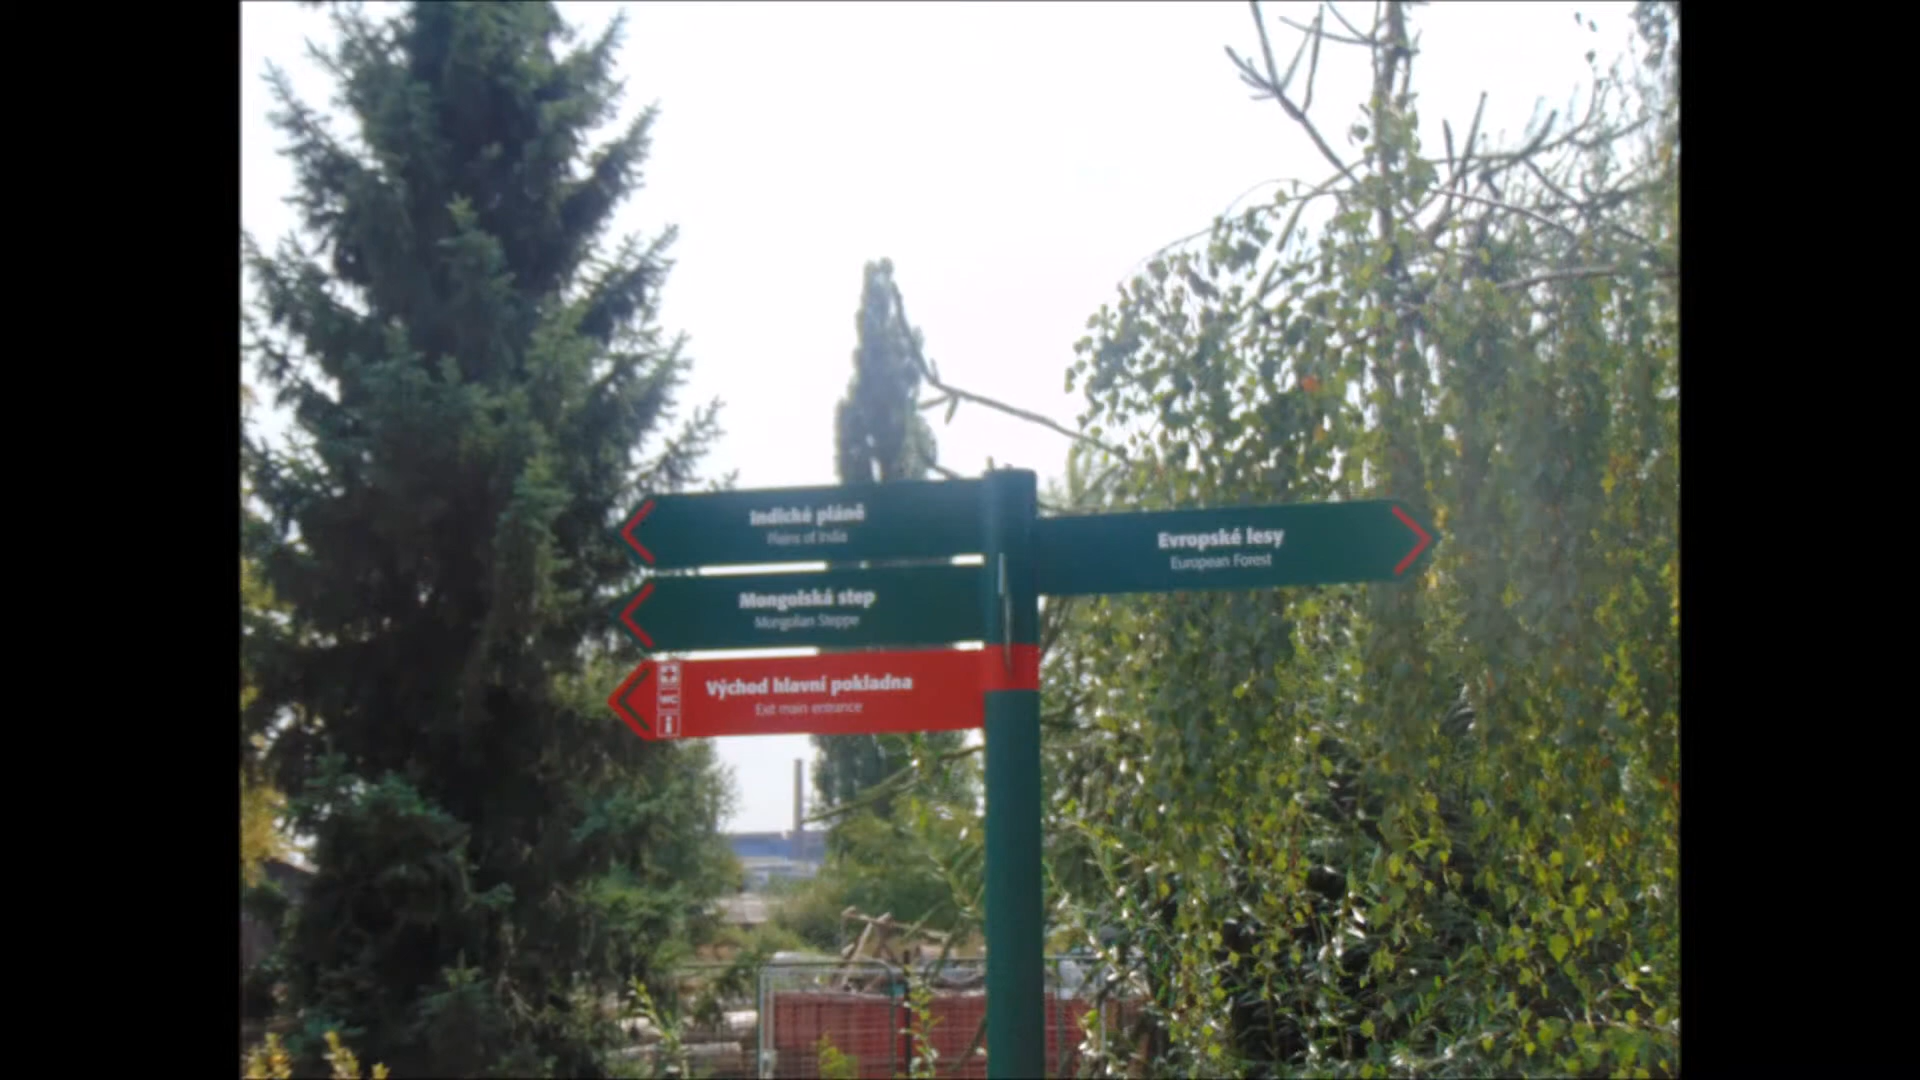 Indické pláně
Plains of India
Mongolská step
Mongolian Steppe
WC
i
Východ hlavní pokladna
Exit main entrance
Evropské lesy
European Forest